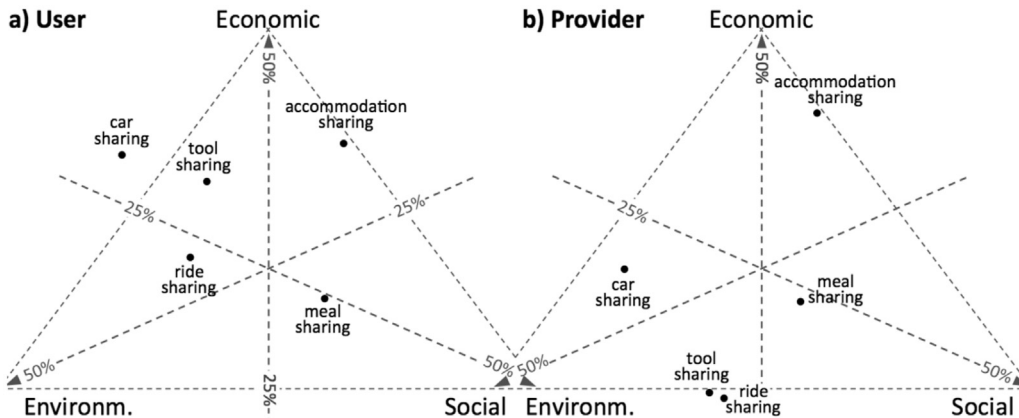 a) User
Economic
50%
accommodation
sharing
car
sharing
tool
sharing
25%
25%
ride
sharing
meal
sharing
50%
50%
25%
Environm.
Social
b) Provider
Economic
50%
accommodation
sharing
25%
25%
car
sharing
meal
sharing
50%
50%
tool
sharing
ride
sharing
Environm.
Social